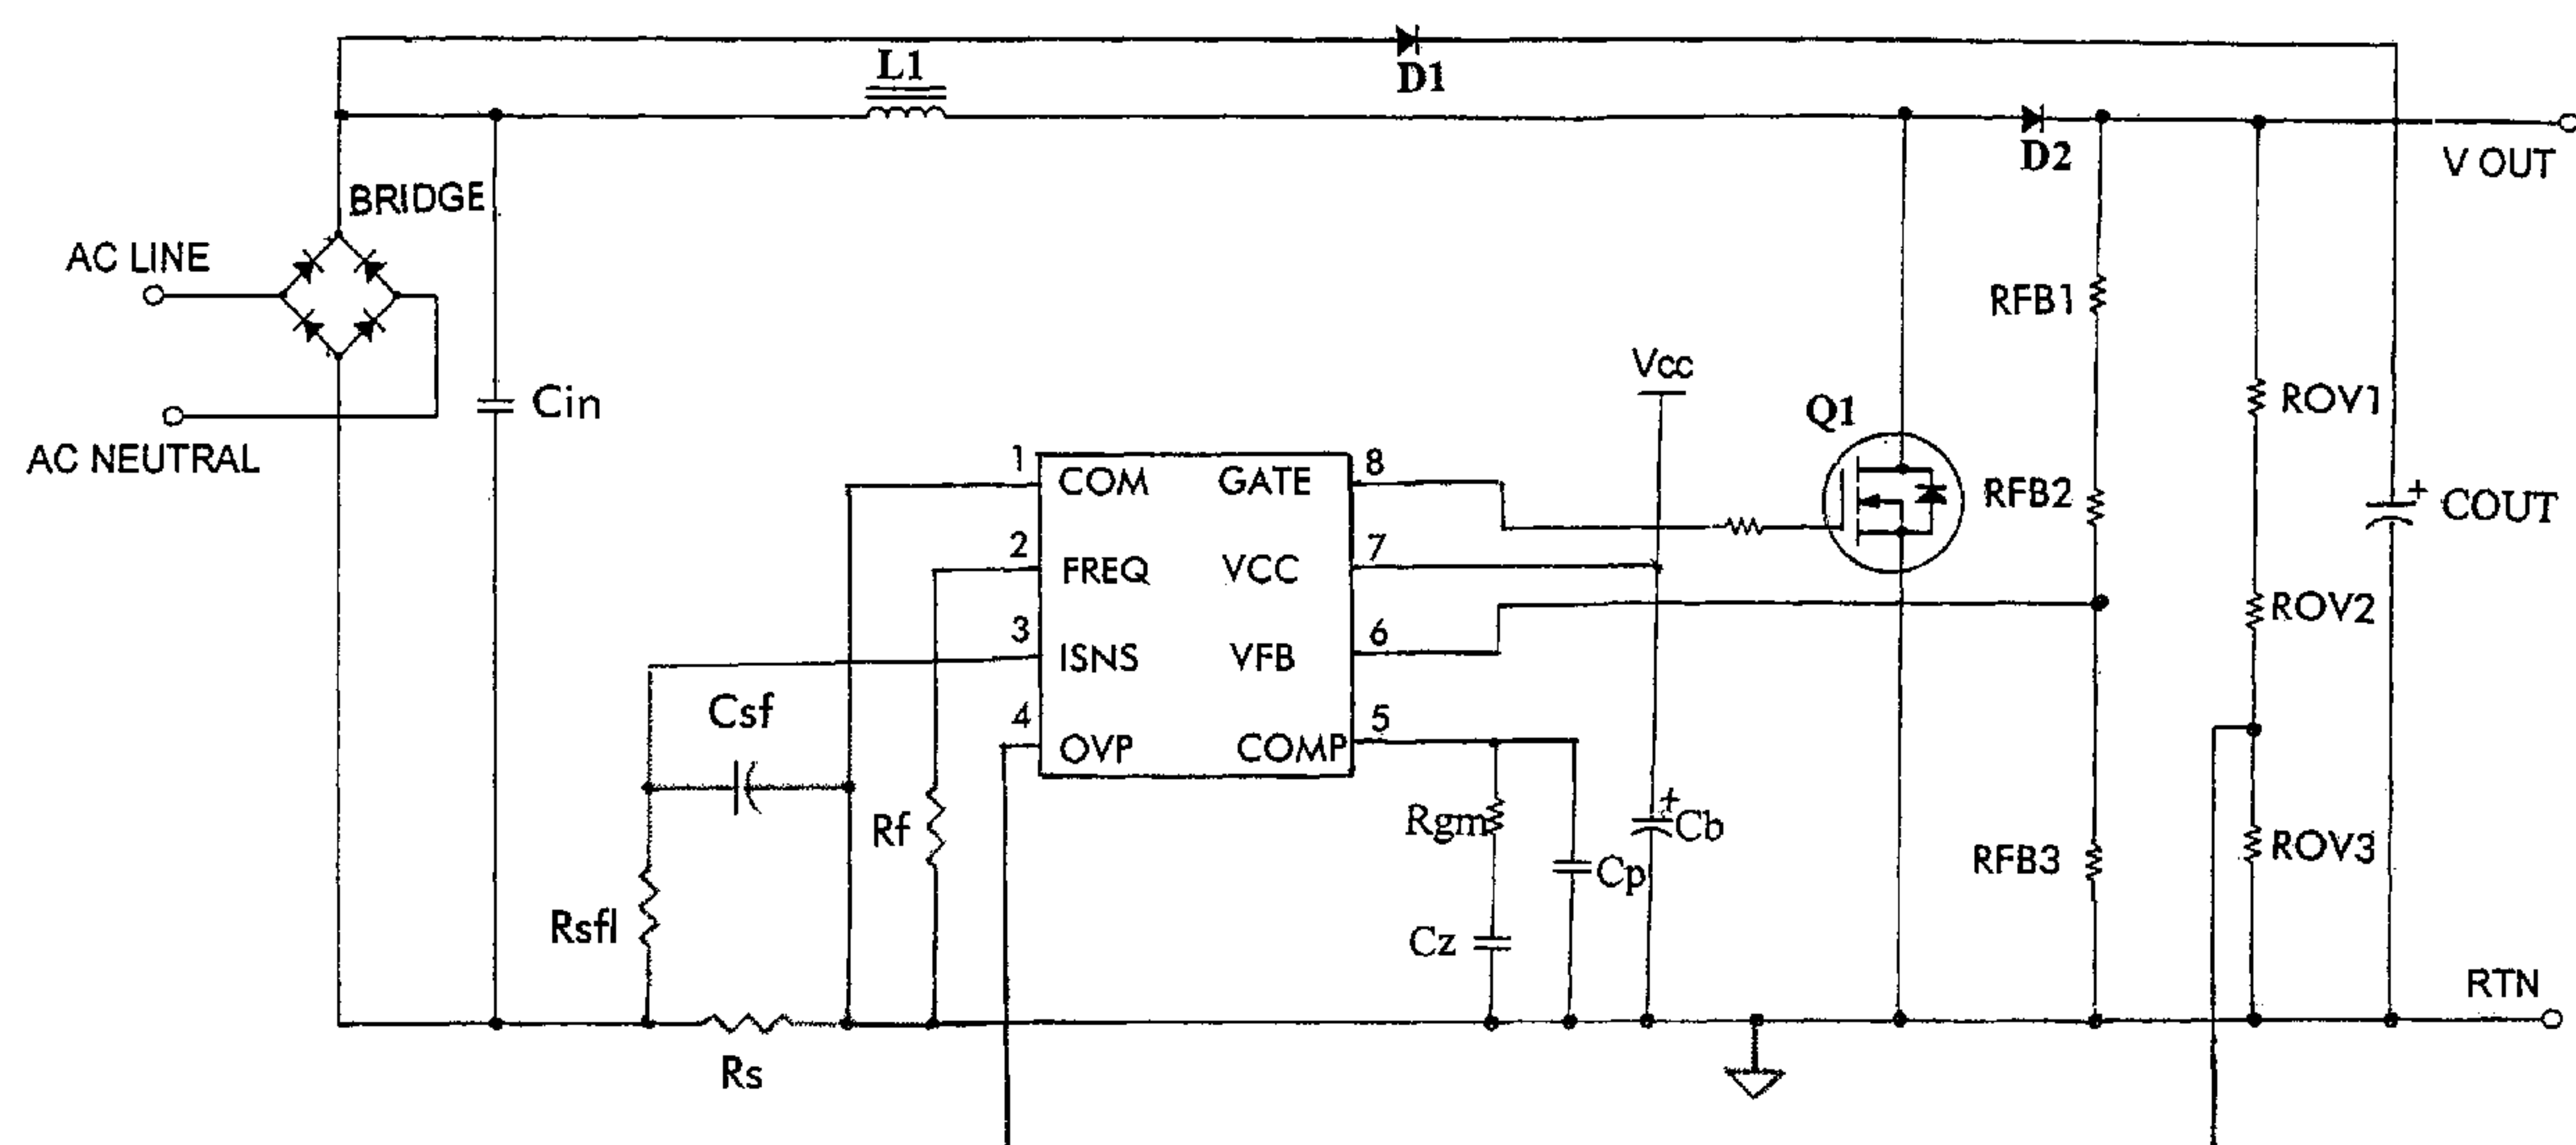 L1
D1
D2
V OUT
BRIDGE
AC LINE
AC NEUTRAL
Cin
RFB1
Vcc
ROV1
Q1
RFB2
+ COUT
1 COM GATE 8
2 FREQ VCC 7
3 ISNS VFB 6
4 OVP COMP 5
ROV2
Csf
Rf
Rgm
+ Cb
Cp
RFB3
ROV3
Rsfl
Cz
RTN
Rs